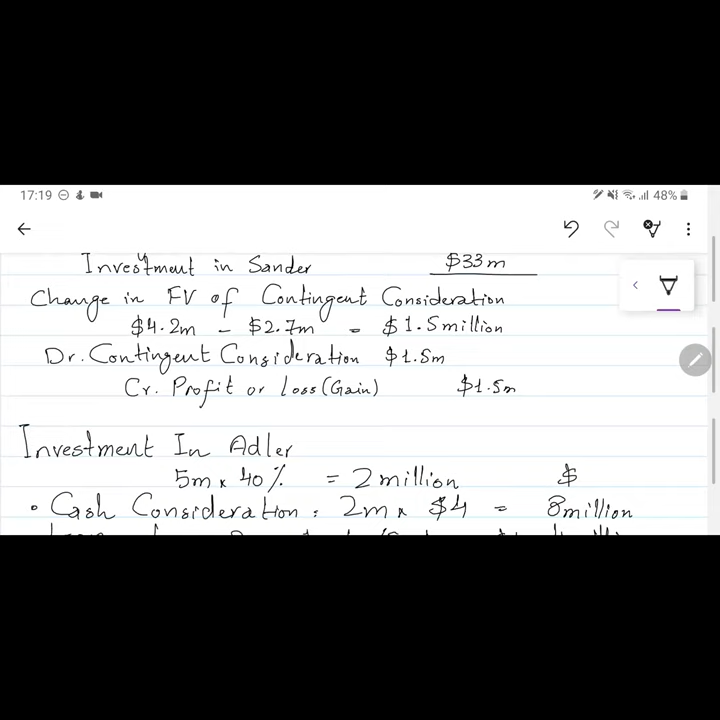 17:19 48%
Investment in Sander $33m
Change in FV of Contingent Consideration
$4.2m - $2.7m = $1.5million
Dr. Contingent Consideration $1.5m
Cr. Profit or Loss (Gain) $1.5m
Investment In Adler
5m x 40% = 2 million $
• Cash Consideration: 2m x $4 = 8million